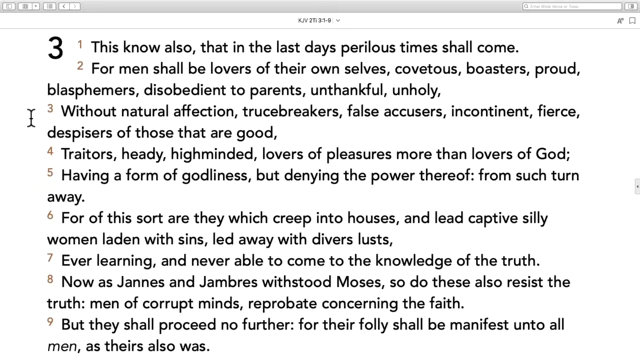 KJV 2Ti 3:1-9
3 1 This know also, that in the last days perilous times shall come.
2 For men shall be lovers of their own selves, covetous, boasters, proud,
blasphemers, disobedient to parents, unthankful, unholy,
3 Without natural affection, trucebreakers, false accusers, incontinent, fierce,
despisers of those that are good,
4 Traitors, heady, highminded, lovers of pleasures more than lovers of God;
5 Having a form of godliness, but denying the power thereof: from such turn
away.
6 For of this sort are they which creep into houses, and lead captive silly
women laden with sins, led away with divers lusts,
7 Ever learning, and never able to come to the knowledge of the truth.
8 Now as Jannes and Jambres withstood Moses, so do these also resist the
truth: men of corrupt minds, reprobate concerning the faith.
9 But they shall proceed no further: for their folly shall be manifest unto all
men, as theirs also was.